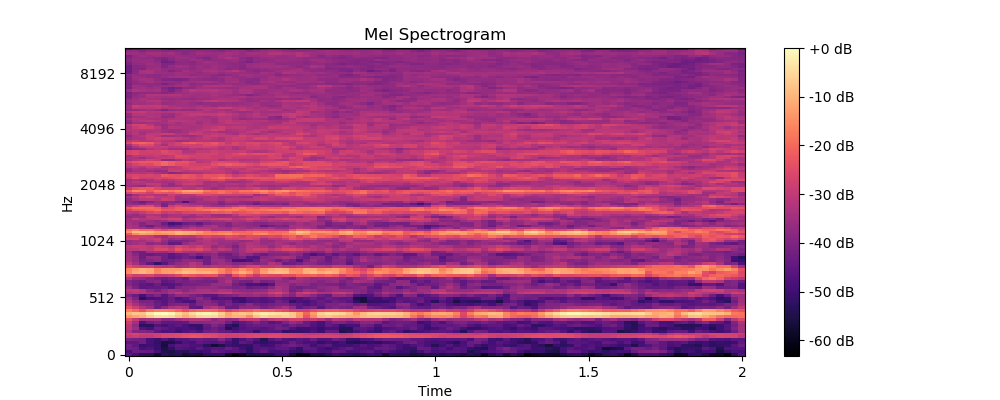 Mel Spectrogram
Hz
8192
4096
2048
1024
512
0
0
0.5
1
1.5
2
Time
+0 dB
-10 dB
-20 dB
-30 dB
-40 dB
-50 dB
-60 dB